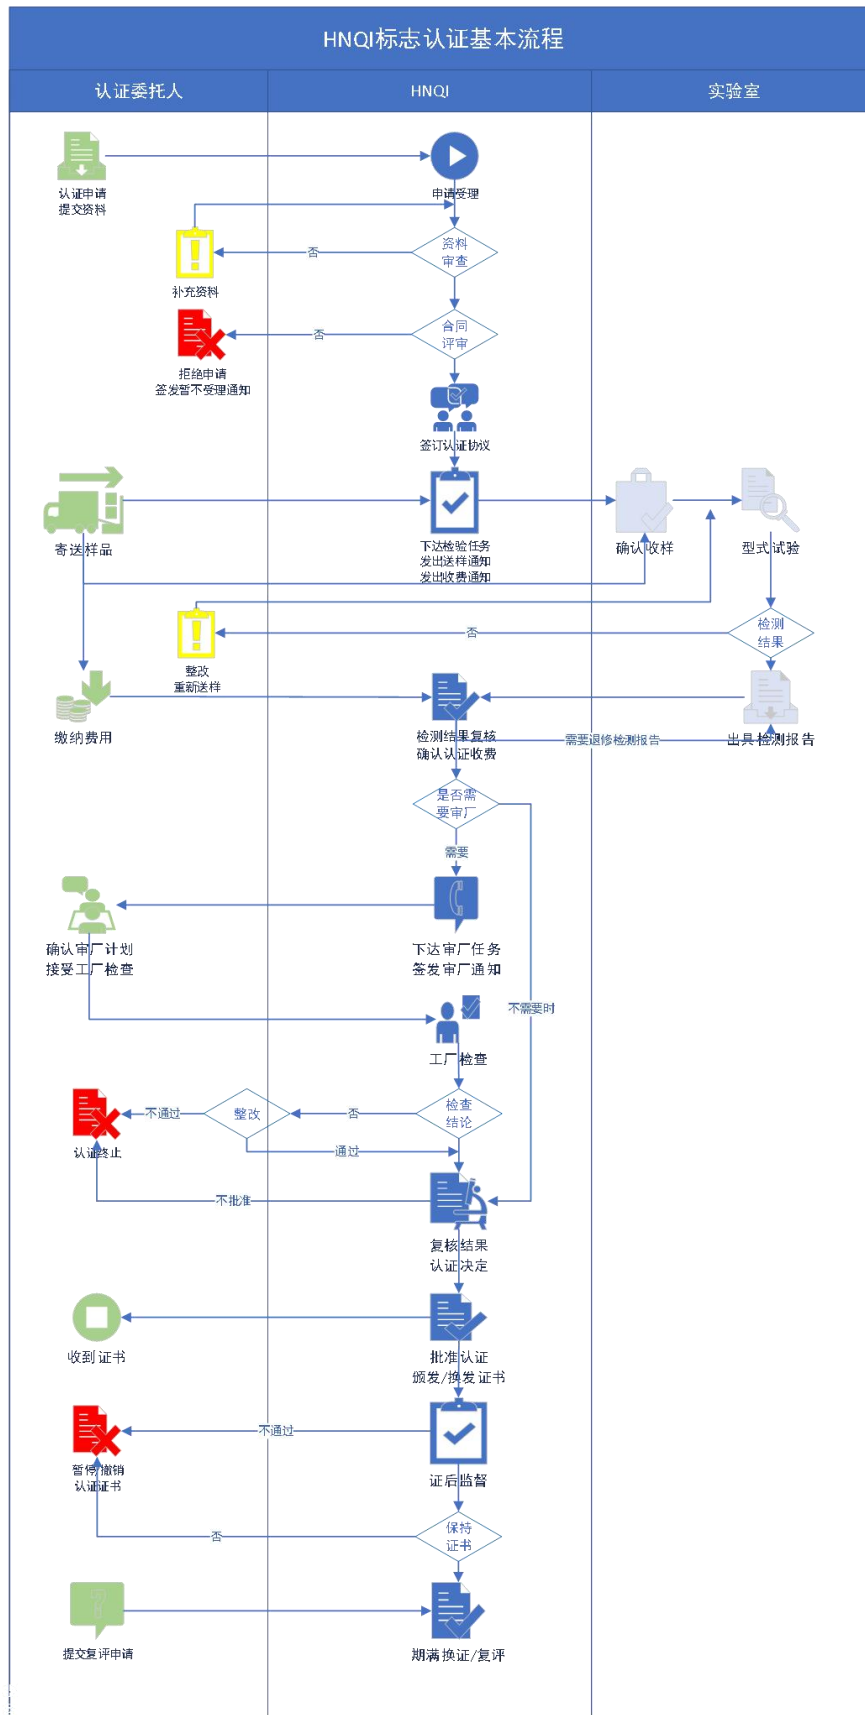 HNQI标志认证基本流程
认证委托人
HNQI
实验室
认证申请
提交资料
申请受理
资料
审查
否
补充资料
合同
评审
否
拒绝申请
签发暂不受理通知
签订认证协议
寄送样品
下达检验任务
发出送样通知
发出收费通知
确认收样
型式试验
检测
结果
否
整改
重新送样
缴纳费用
检测结果复核
确认认证收费
需要退修检测报告
出具检测报告
是否需
要审厂
需要
确认审厂计划
接受工厂检查
下达审厂任务
签发审厂通知
不需要时
工厂检查
检查
结论
否
整改
不通过
认证终止
通过
不批准
复核结果
认证决定
收到证书
批准认证
颁发/换发证书
不通过
暂停/撤销
认证证书
证后监督
保持
证书
否
提交复评申请
期满换证/复评